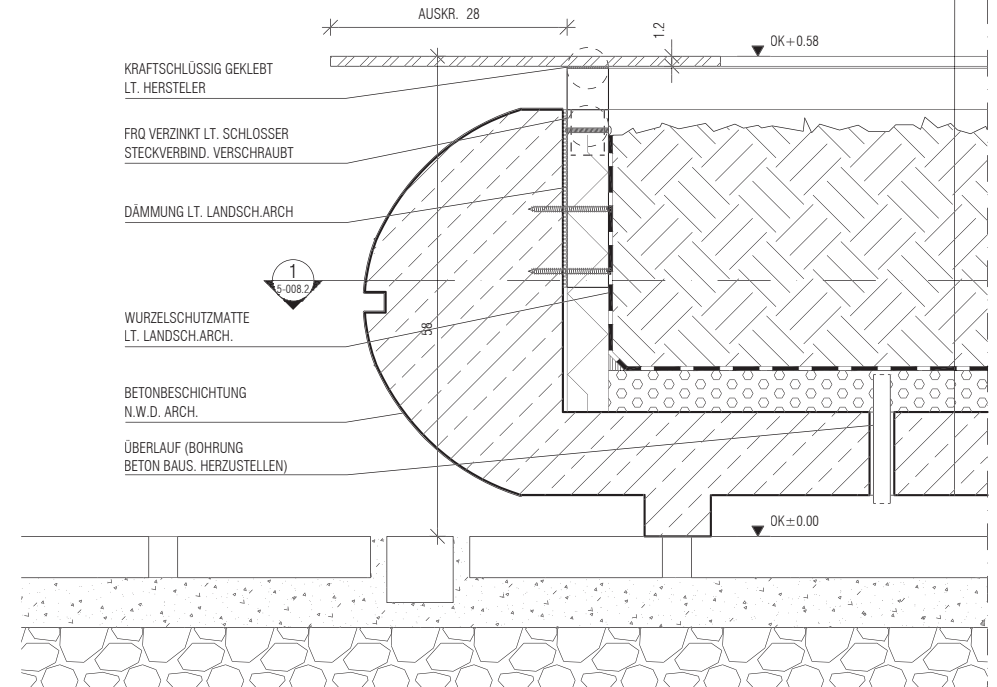 AUSKR. 28
1.2
OK+0.58
KRAFTSCHLÜSSIG GEKLEBT
LT. HERSTELER
FRQ VERZINKT LT. SCHLOSSER
STECKVERBIND. VERSCHRAUBT
DÄMMUNG LT. LANDSCH.ARCH
1
5-008.2
WURZELSCHUTZMATTE
LT. LANDSCH.ARCH.
58
BETONBESCHICHTUNG
N.W.D. ARCH.
ÜBERLAUF (BOHRUNG
BETON BAUS. HERZUSTELLEN)
OK±0.00